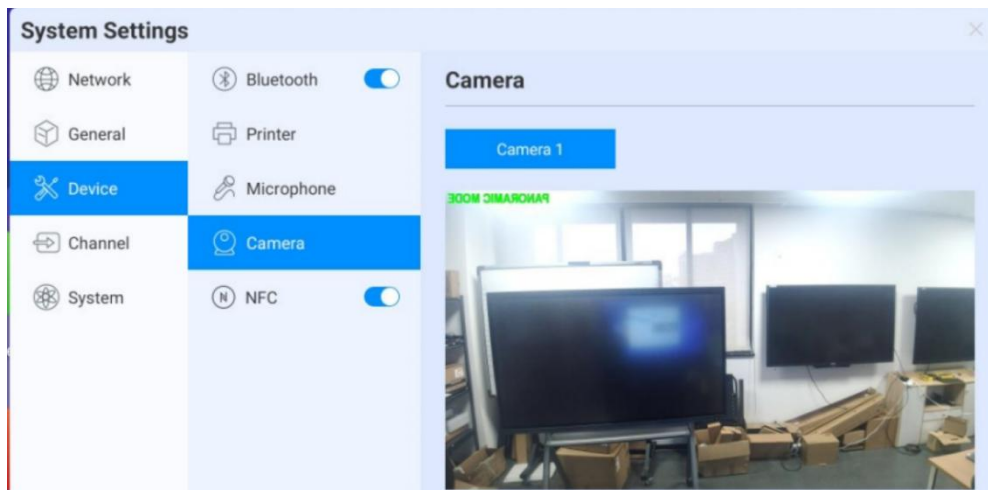 System Settings
Network
General
Device
Channel
System
Bluetooth
Printer
Microphone
Camera
N NFC
Camera
Camera 1
PANORAMIC MODE